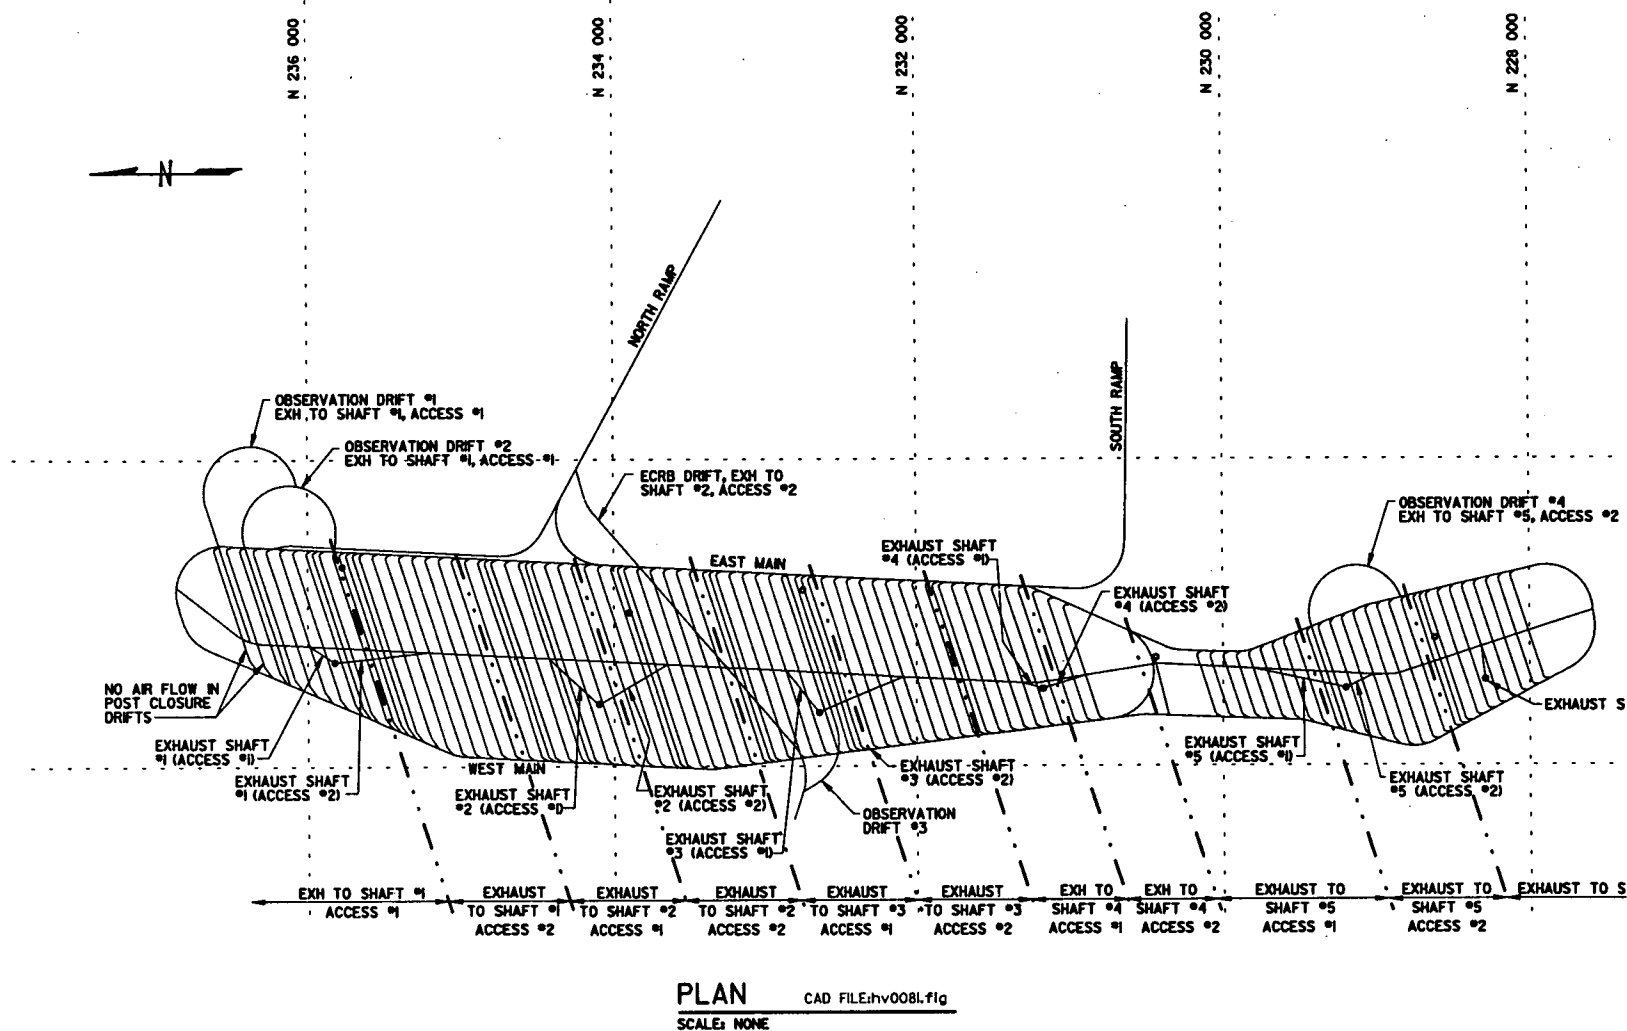 N 236 000
N 234 000
N 232 000
N 230 000
N 228 000
N
NORTH RAMP
SOUTH RAMP
OBSERVATION DRIFT #1
EXH TO SHAFT #1, ACCESS #1
OBSERVATION DRIFT #2
EXH TO SHAFT #1, ACCESS #1
ECRB DRIFT, EXH TO
SHAFT #2, ACCESS #2
OBSERVATION DRIFT #4
EXH TO SHAFT #5, ACCESS #2
EAST MAIN
EXHAUST SHAFT
#4 (ACCESS #1)
EXHAUST SHAFT
#4 (ACCESS #2)
NO AIR FLOW IN
POST CLOSURE
DRIFTS
EXHAUST SHAFT
#1 (ACCESS #1)
EXHAUST SHAFT
#1 (ACCESS #2)
WEST MAIN
EXHAUST SHAFT
#2 (ACCESS #1)
EXHAUST SHAFT
#2 (ACCESS #2)
EXHAUST SHAFT
#3 (ACCESS #1)
EXHAUST SHAFT
#3 (ACCESS #2)
OBSERVATION
DRIFT #3
EXHAUST SHAFT
#5 (ACCESS #1)
EXHAUST SHAFT
#5 (ACCESS #2)
EXHAUST S
EXH TO SHAFT #1
ACCESS #1
EXHAUST
TO SHAFT #1
ACCESS #2
EXHAUST
TO SHAFT #2
ACCESS #1
EXHAUST
TO SHAFT #2
ACCESS #2
EXHAUST
TO SHAFT #3
ACCESS #1
EXHAUST
TO SHAFT #3
ACCESS #2
EXH TO
SHAFT #4
ACCESS #1
EXH TO
SHAFT #4
ACCESS #2
EXHAUST TO
SHAFT #5
ACCESS #1
EXHAUST TO
SHAFT #5
ACCESS #2
EXHAUST TO S
PLAN
CAD FILE:hv0081.fig
SCALE: NONE